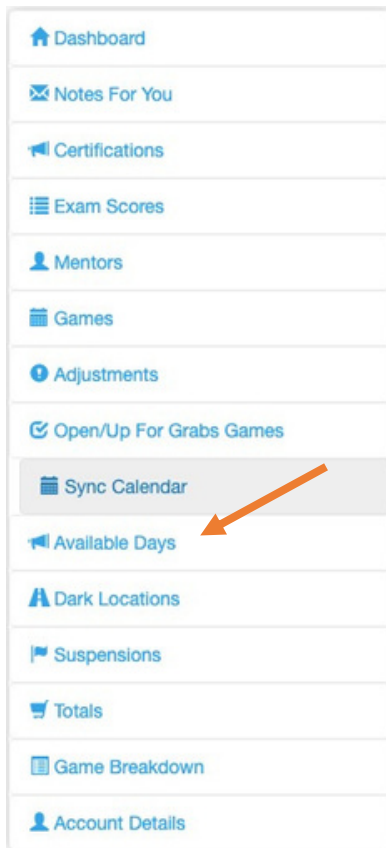 Dashboard
Notes For You
Certifications
Exam Scores
Mentors
Games
Adjustments
Open/Up For Grabs Games
Sync Calendar
Available Days
Dark Locations
Suspensions
Totals
Game Breakdown
Account Details